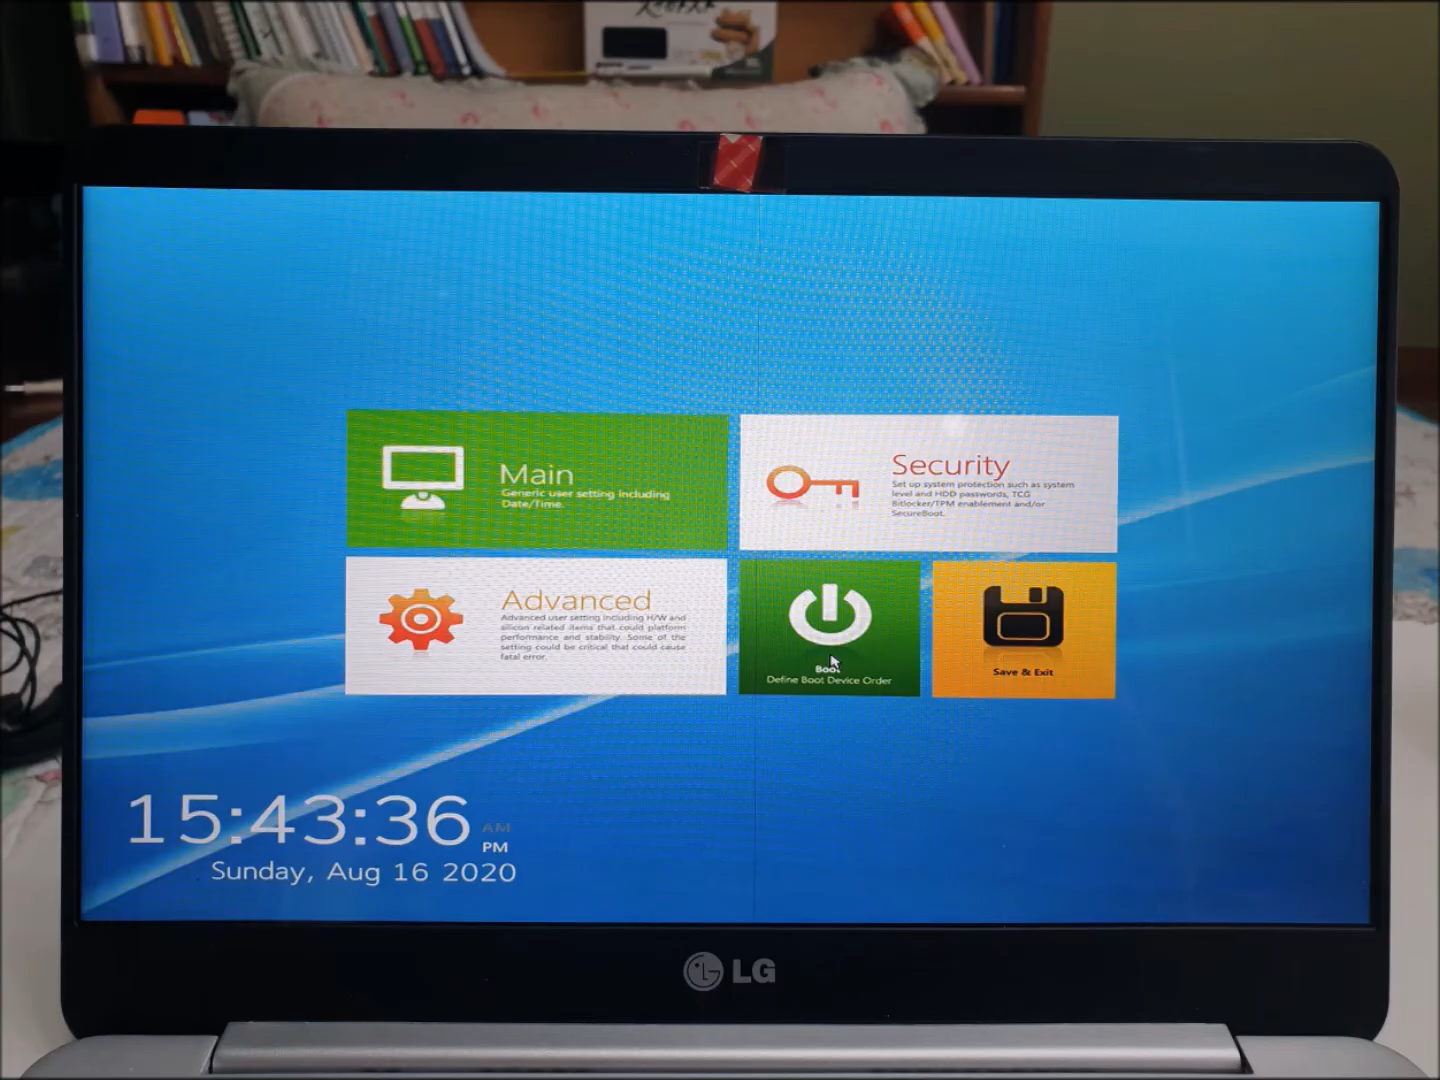 Main
Generic user setting including
Date/Time.
Security
Set up system protection such as system
level and HDD passwords, TCG
Bitlocker/TPM enablement and/or
SecureBoot.
Advanced
Advanced user setting including H/W and
silicon related items that could platform
performance and stability. Some of the
setting could be critical that could cause
fatal error.
Boot
Define Boot Device Order
Save & Exit
15:43:36 AM
PM
Sunday, Aug 16 2020
LG